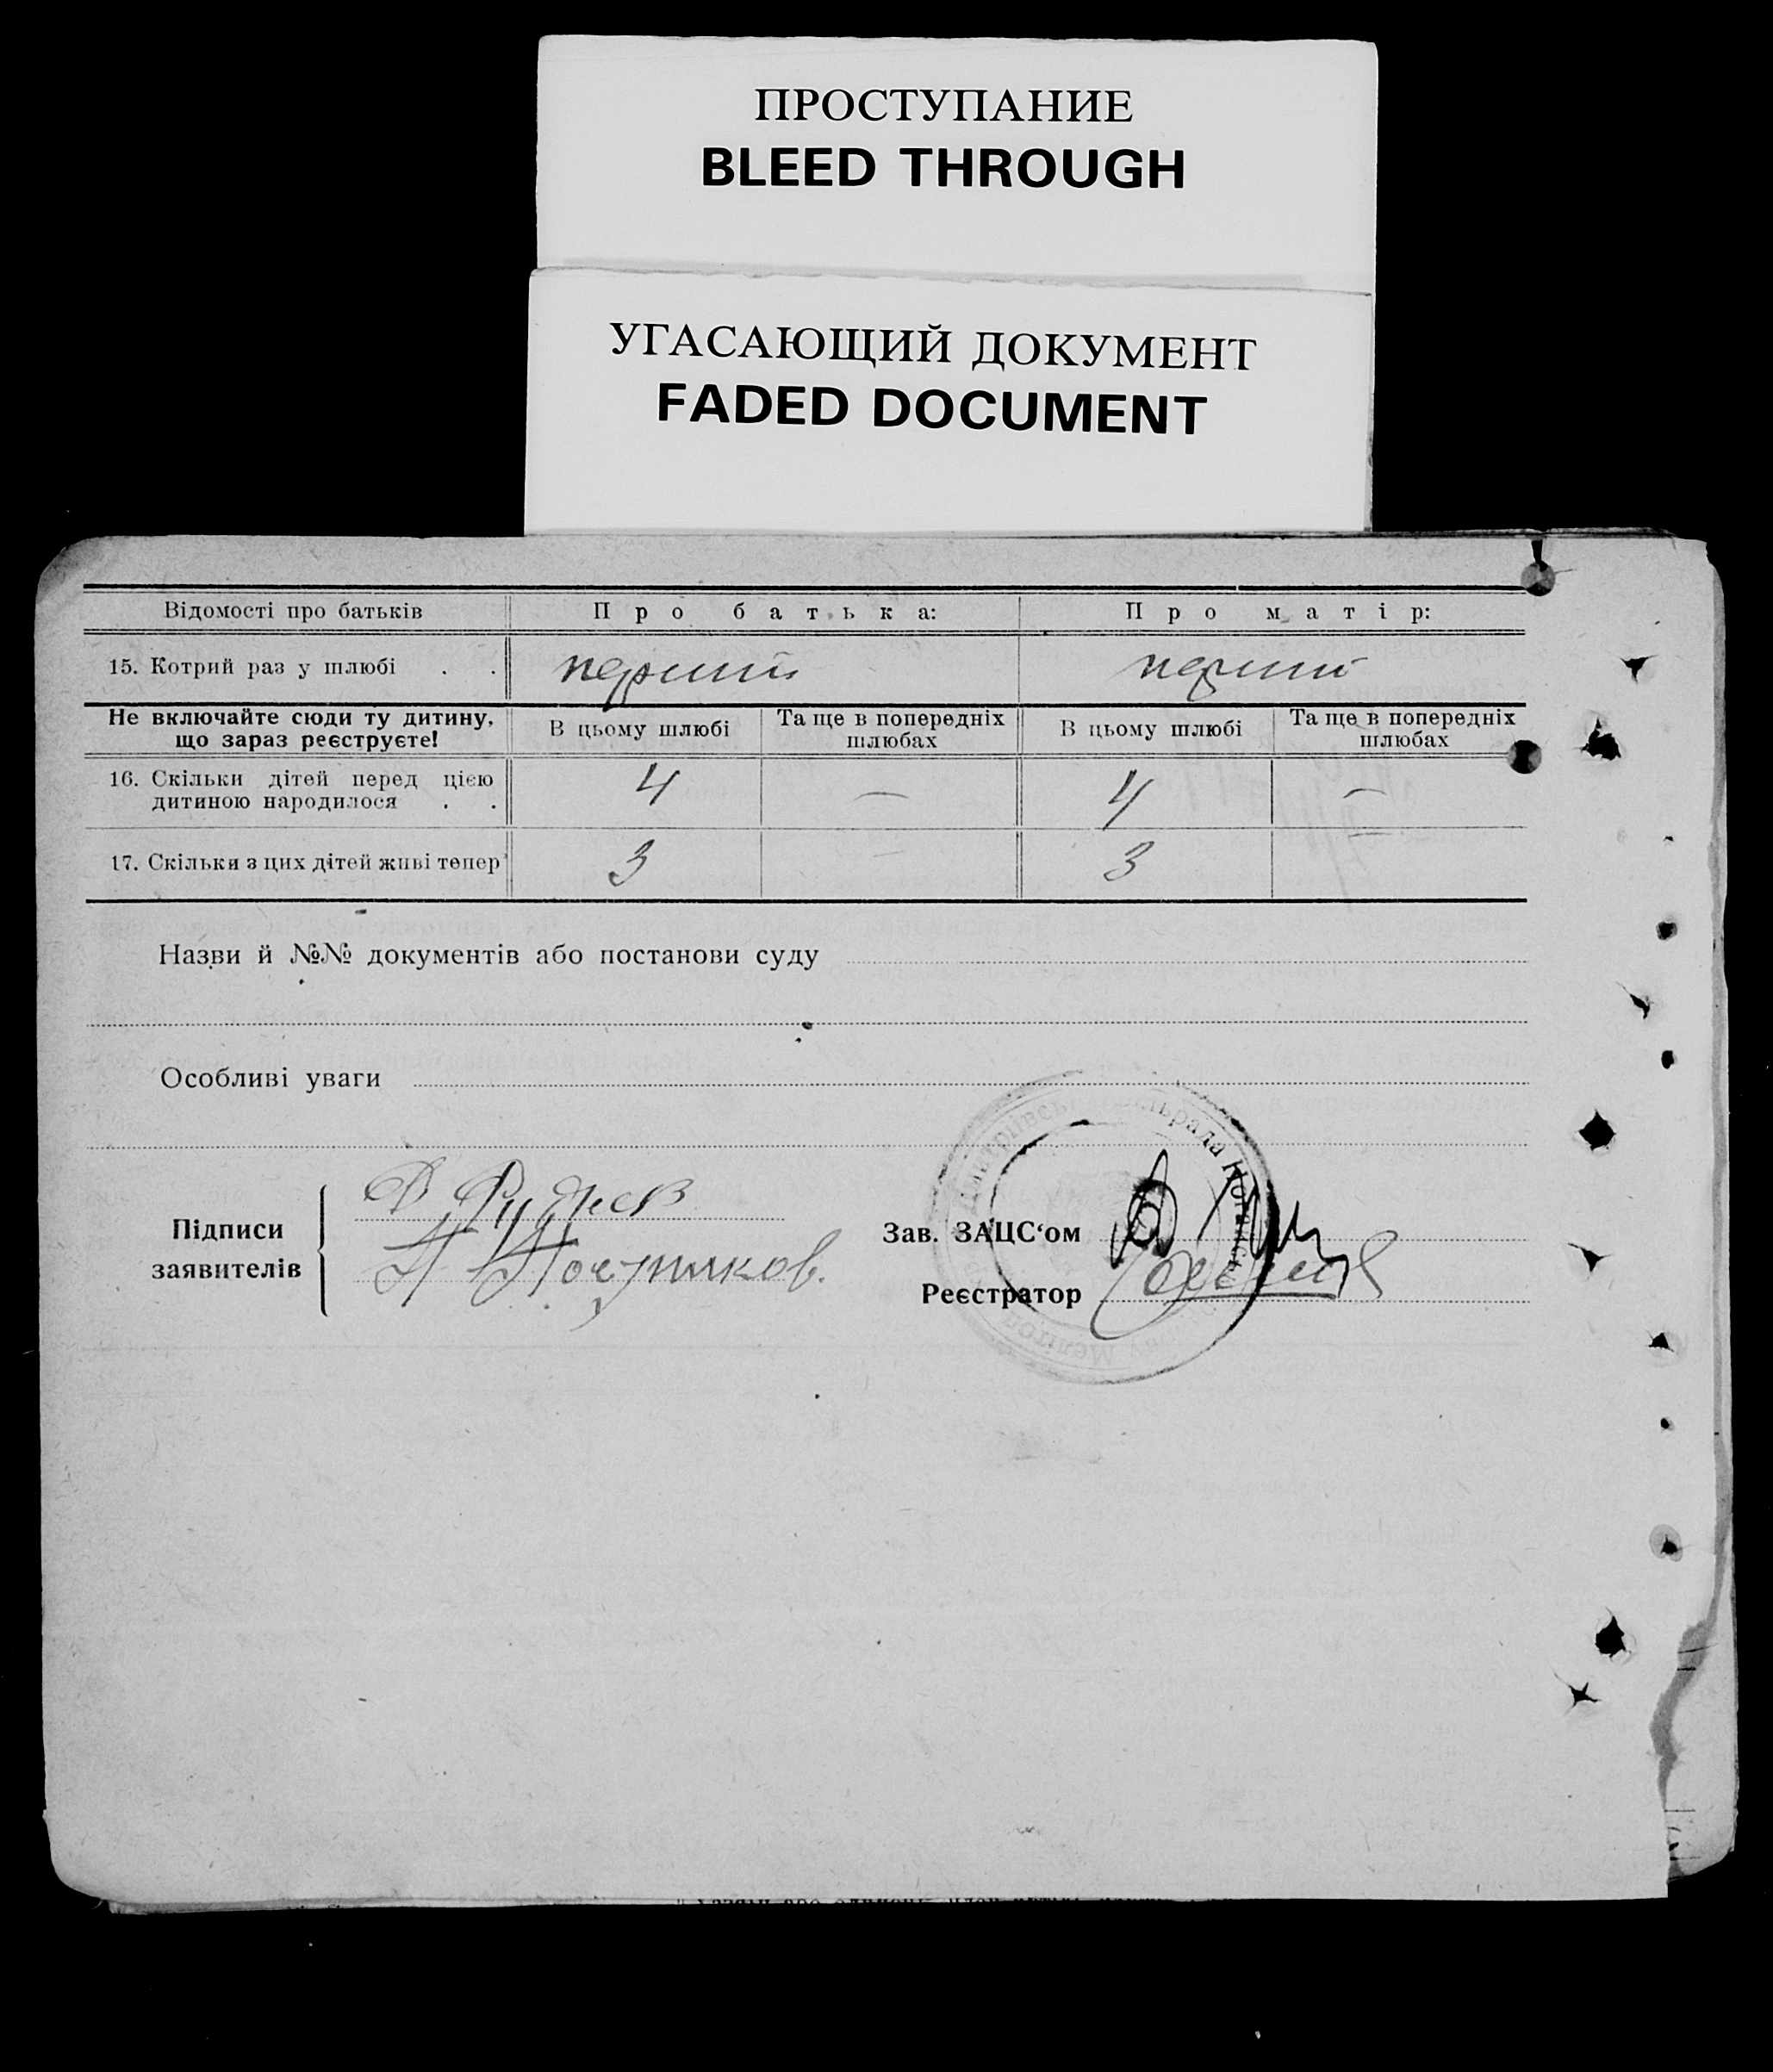 ПРОСТУПАНИЕ
BLEED THROUGH
УГАСАЮЩИЙ ДОКУМЕНТ
FADED DOCUMENT
Відомості про батьків Про батька: Про матір:
15. Котрий раз у шлюбі . . перший перший
Не включайте сюди ту дитину, що зараз реєструєте! В цьому шлюбі Та ще в попередніх шлюбах В цьому шлюбі Та ще в попередніх шлюбах
16. Скільки дітей перед цією
дитиною народилося . . 4 — 4 —
17. Скільки з цих дітей живі тепер 3 — 3 —
Назви й №№ документів або постанови суду
Особливі уваги
Підписи
заявителів
Зав. ЗАЦС‘ом
Реєстратор